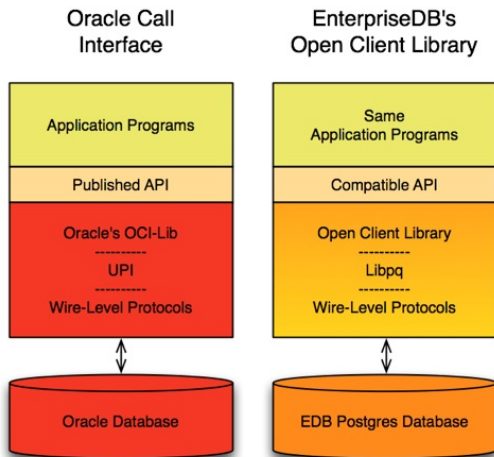 Oracle Call
Interface
Application Programs
Published API
Oracle's OCI-Lib
----------
UPI
----------
Wire-Level Protocols
Oracle Database
EnterpriseDB's
Open Client Library
Same
Application Programs
Compatible API
Open Client Library
----------
Libpq
----------
Wire-Level Protocols
EDB Postgres Database